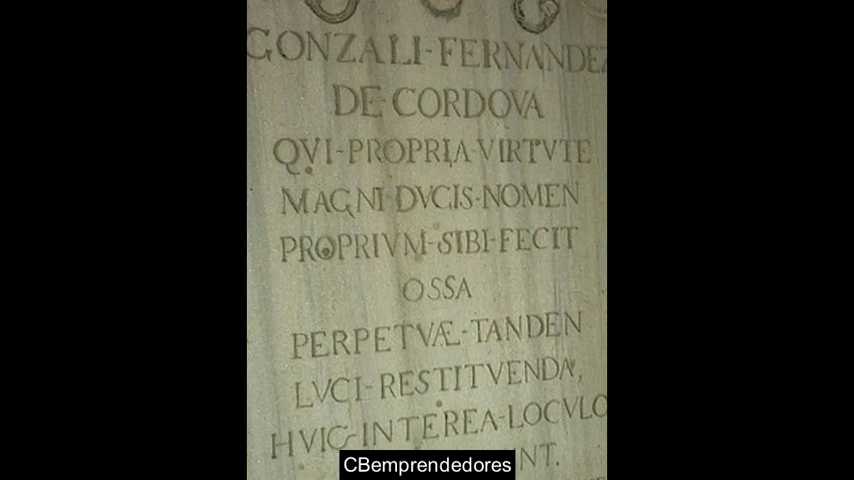 GONZALI-FERNANDEZ
DE-CORDOVA
QVI-PROPRIA-VIRTVTE
MAGNI-DVCIS-NOMEN
PROPRIVM-SIBI-FECIT
OSSA
PERPETVÆ-TANDEN
LVCI-RESTITVENDA,
HVIC-INTEREA-LOCVLO
CBemprendedores